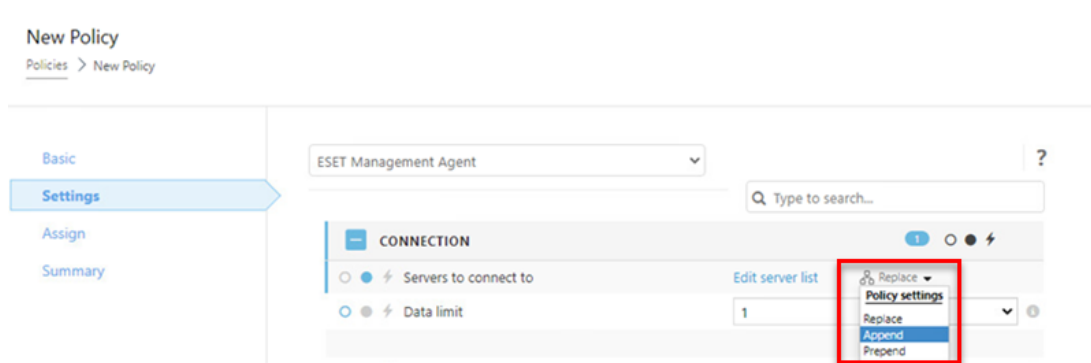 New Policy
Policies > New Policy
Basic
Settings
Assign
Summary
ESET Management Agent
?
Type to search...
CONNECTION
1
Servers to connect to
Edit server list
Replace
Data limit
1
Policy settings
Replace
Append
Prepend